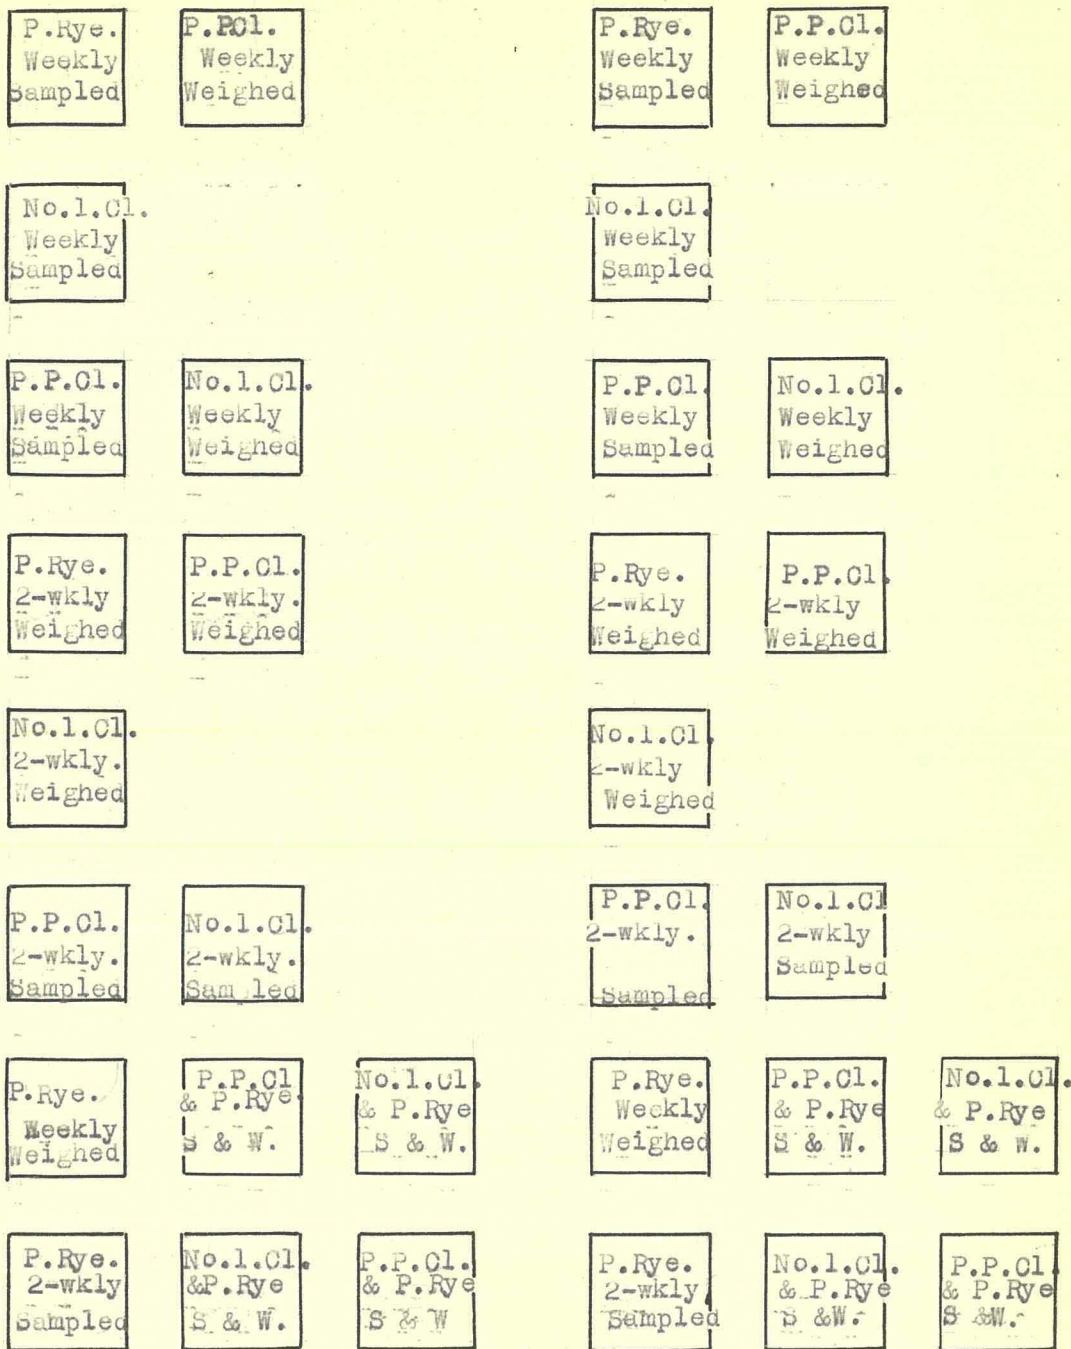 P.Rye.
Weekly
Sampled
P.PCl.
Weekly
Weighed
P.Rye.
Weekly
Sampled
P.P.Cl.
Weekly
Weighed
No.1.Cl.
Weekly
Sampled
No.1.Cl.
Weekly
Sampled
P.P.Cl.
Weekly
Sampled
No.1.Cl.
Weekly
Weighed
P.P.Cl.
Weekly
Sampled
No.1.Cl.
Weekly
Weighed
P.Rye.
2-wkly
Weighed
P.P.Cl.
2-wkly.
Weighed
P.Rye.
2-wkly
Weighed
P.P.Cl.
2-wkly
Weighed
No.1.Cl.
2-wkly.
Weighed
No.1.Cl.
2-wkly
Weighed
P.P.Cl.
2-wkly.
Sampled
No.1.Cl.
2-wkly.
Sam led
P.P.Cl.
2-wkly.
Sampled
No.1.Cl
2-wkly
Sampled
P.Rye.
Weekly
Weighed
P.P.Cl
& P.Rye
S & W.
No.1.Cl.
& P.Rye
S & W.
P.Rye.
Weekly
Weighed
P.P.Cl.
& P.Rye
S & W.
No.1.Cl.
& P.Rye
S & W.
P.Rye.
2-wkly
Sampled
No.1.Cl.
&P.Rye
S & W.
P.P.Cl.
& P.Rye
S & W
P.Rye.
2-wkly
Sampled
No.1.Cl.
& P.Rye
S &W.
P.P.Cl
& P.Rye
S &W.